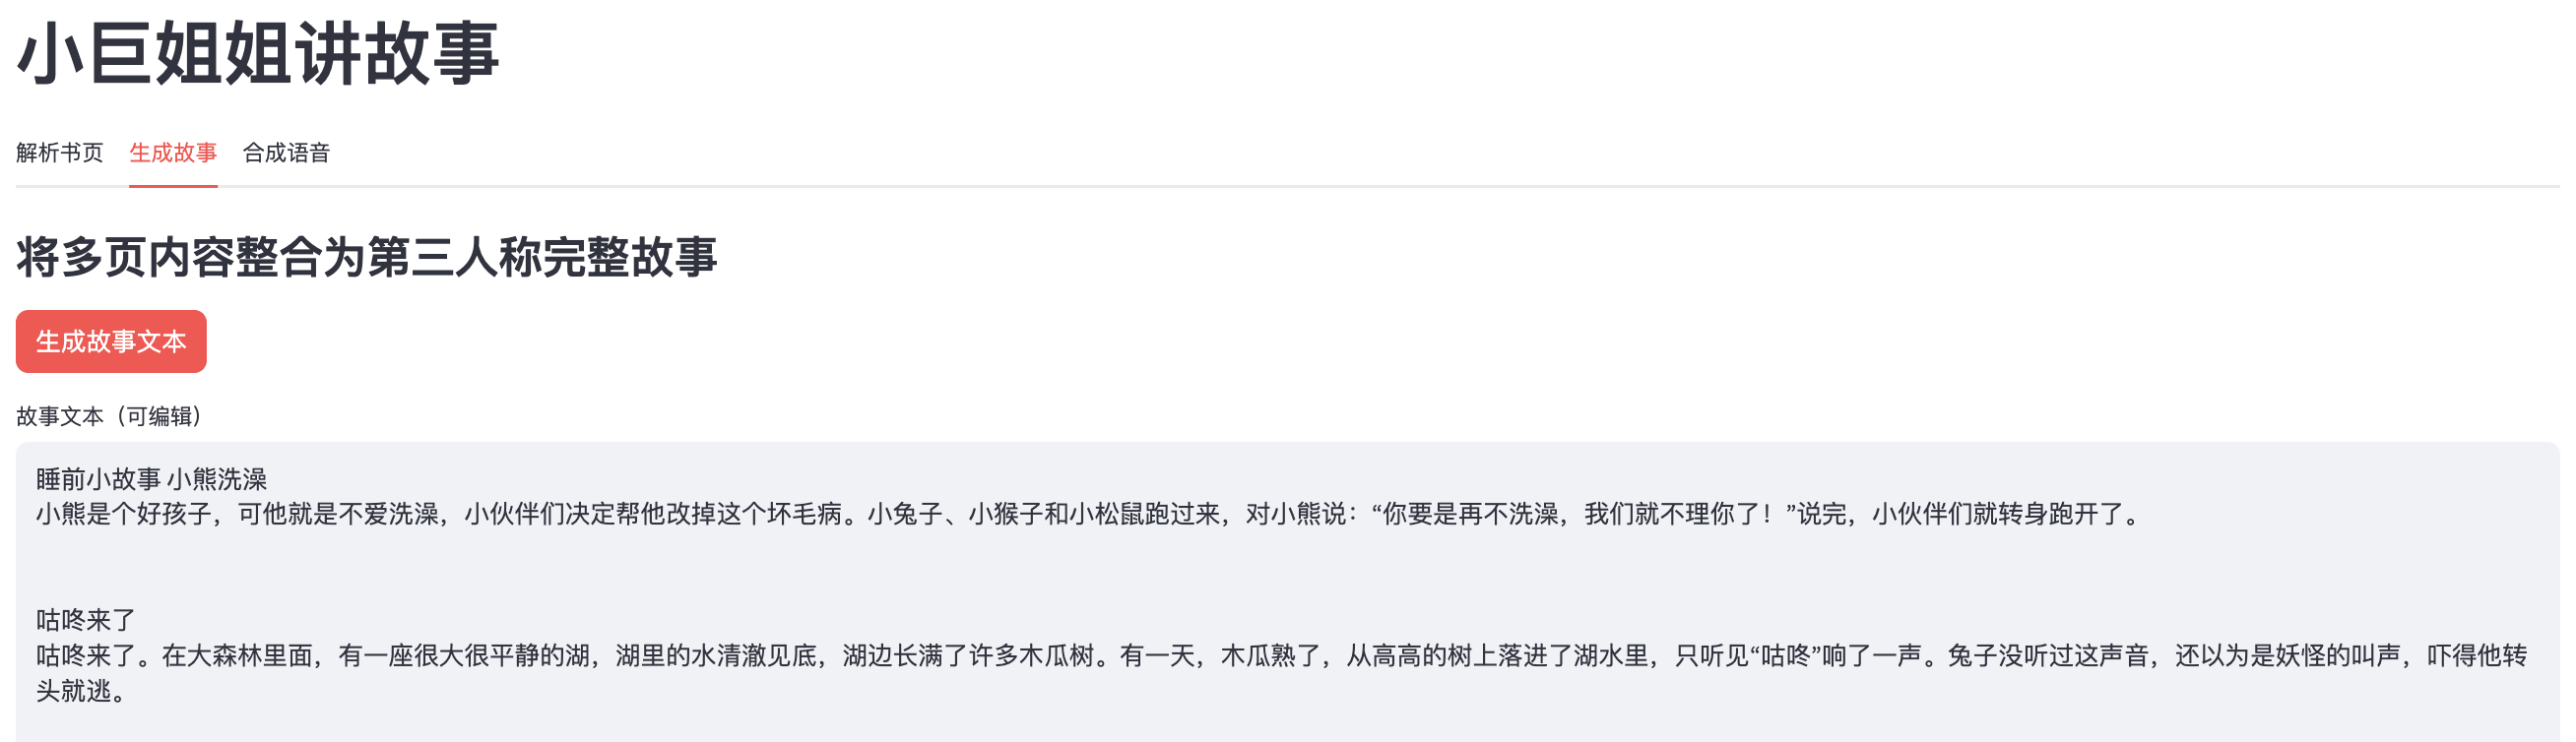 小巨姐姐讲故事
解析书页 生成故事 合成语音
将多页内容整合为第三人称完整故事
生成故事文本
故事文本（可编辑）
睡前小故事 小熊洗澡
小熊是个好孩子，可他就是不爱洗澡，小伙伴们决定帮他改掉这个坏毛病。小兔子、小猴子和小松鼠跑过来，对小熊说：“你要是再不洗澡，我们就不理你了！”说完，小伙伴们就转身跑开了。
咕咚来了
咕咚来了。在大森林里面，有一座很大很平静的湖，湖里的水清澈见底，湖边长满了许多木瓜树。有一天，木瓜熟了，从高高的树上落进了湖水里，只听见“咕咚”响了一声。兔子没听过这声音，还以为是妖怪的叫声，吓得他转
头就逃。